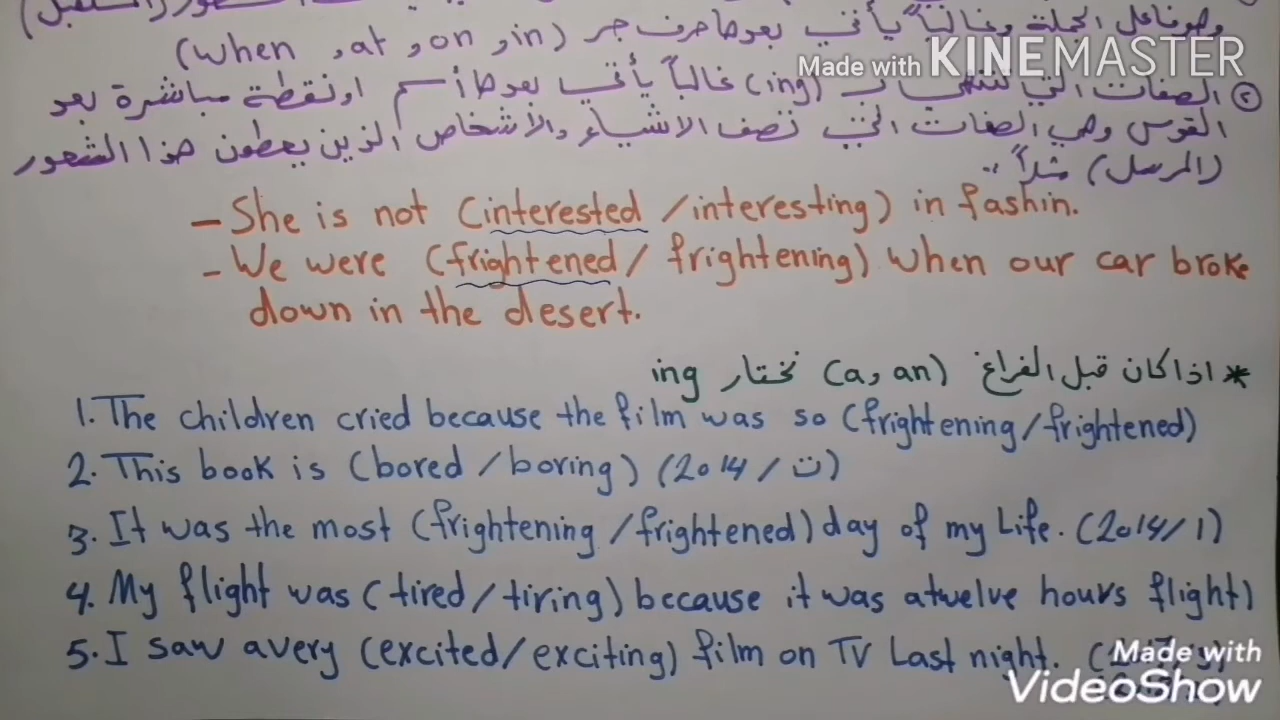 وهو فاعل الجملة وغالباً يأتي بعدها حرف جر (when و at و on و in)
Made with KINEMASTER
② الصفات التي تنتهي بـ (ing) غالباً يأتي بعدها أسم او نقطة مباشرة بعد
القوس وهي الصفات التي تصف الاشياء والاشخاص الذين يعطون هذا الشعور
(المرسل) مثلاً :.
- She is not (interested / interesting) in fashin.
- We were (frightened / frightening) when our car broke
down in the desert.
* اذا كان قبل الفراغ (a و an) نختار ing
1. The children cried because the film was so (frightening / frightened)
2. This book is (bored / boring) (2014 / ت)
3. It was the most (frightening / frightened) day of my Life. (2014 / 1)
4. My flight was (tired / tiring) because it was atwelve hours flight)
5. I saw avery (excited / exciting) film on TV Last night.
Made with
VideoShow